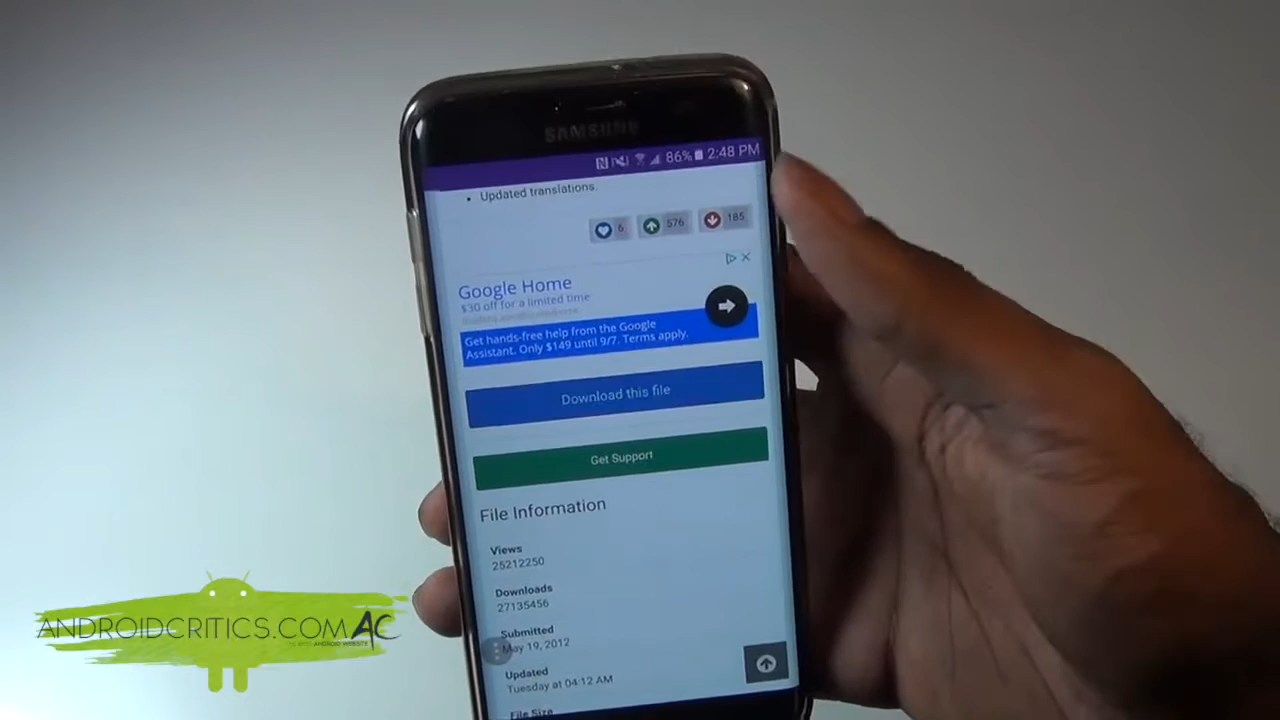 SAMSUNG
86% 2:48 PM
Updated translations.
6 576 185
Google Home
$30 off for a limited time
Get hands-free help from the Google
Assistant. Only $149 until 9/7. Terms apply.
Download this file
Get Support
File Information
Views
25212250
Downloads
27135456
Submitted
May 19, 2012
Updated
Tuesday at 04:12 AM
File Size
ANDROIDCRITICS.COM AC